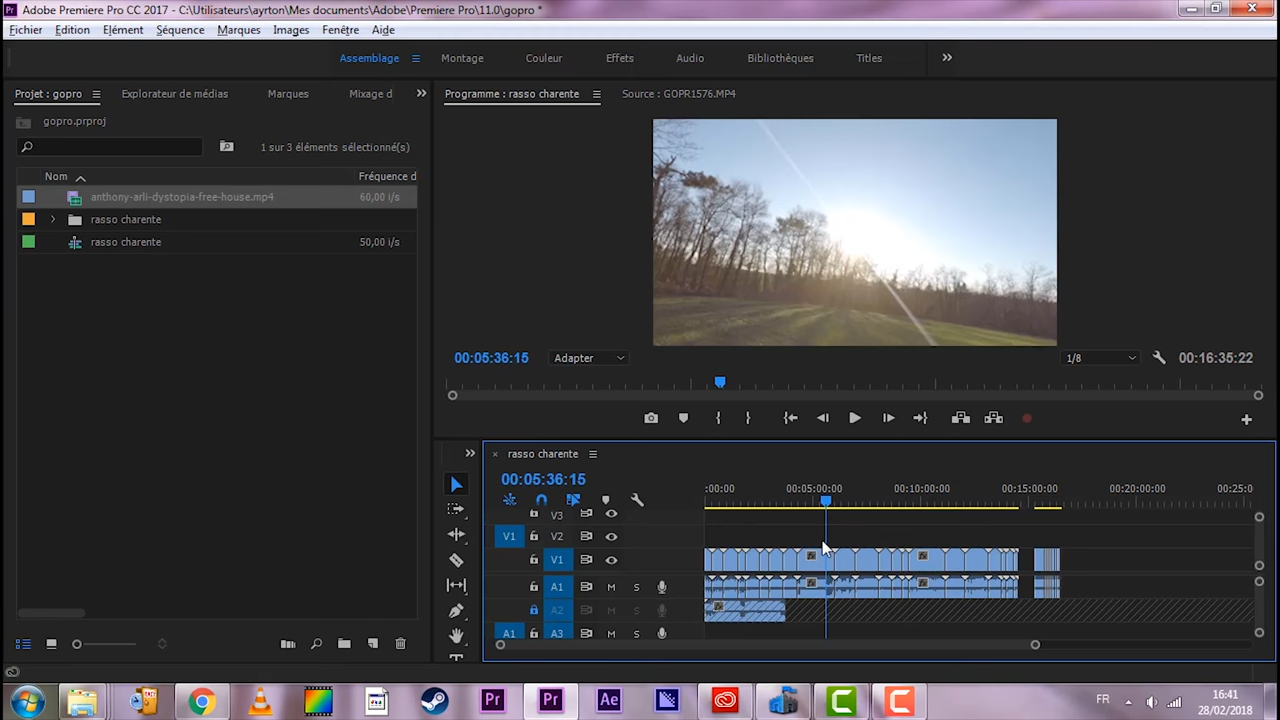 Adobe Premiere Pro CC 2017 - C:\Utilisateurs\ayrton\Mes documents\Adobe\Premiere Pro\11.0\gopro *
Fichier Edition Elément Séquence Marques Images Fenêtre Aide
Assemblage Montage Couleur Effets Audio Bibliothèques Titles
Projet : gopro Explorateur de médias Marques Mixage d
Programme : rasso charente Source : GOPR1576.MP4
gopro.prproj
1 sur 3 éléments sélectionné(s)
Nom Fréquence d
anthony-arli-dystopia-free-house.mp4 60,00 i/s
rasso charente
rasso charente 50,00 i/s
00:05:36:15 Adapter 1/8 00:16:35:22
rasso charente
00:05:36:15
:00:00 00:05:00:00 00:10:00:00 00:15:00:00 00:20:00:00 00:25:0
V3
V1 V2
V1
A1 M S
A2 M S
A1 A3 M S
Pr Pr Ae
FR 16:41
28/02/2018